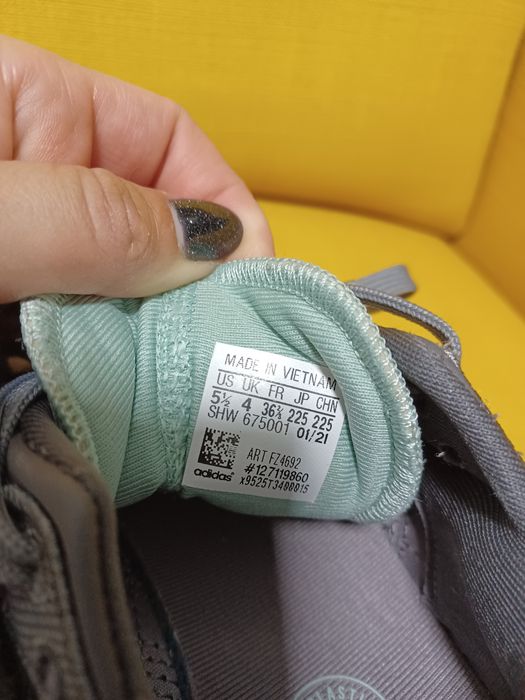 MADE IN VIETNAM
US UK FR JP CHN
5½ 4 36⅔ 225 225
SHW 675001 01/21
ART FZ4692
#127119860
adidas x9525T3400015